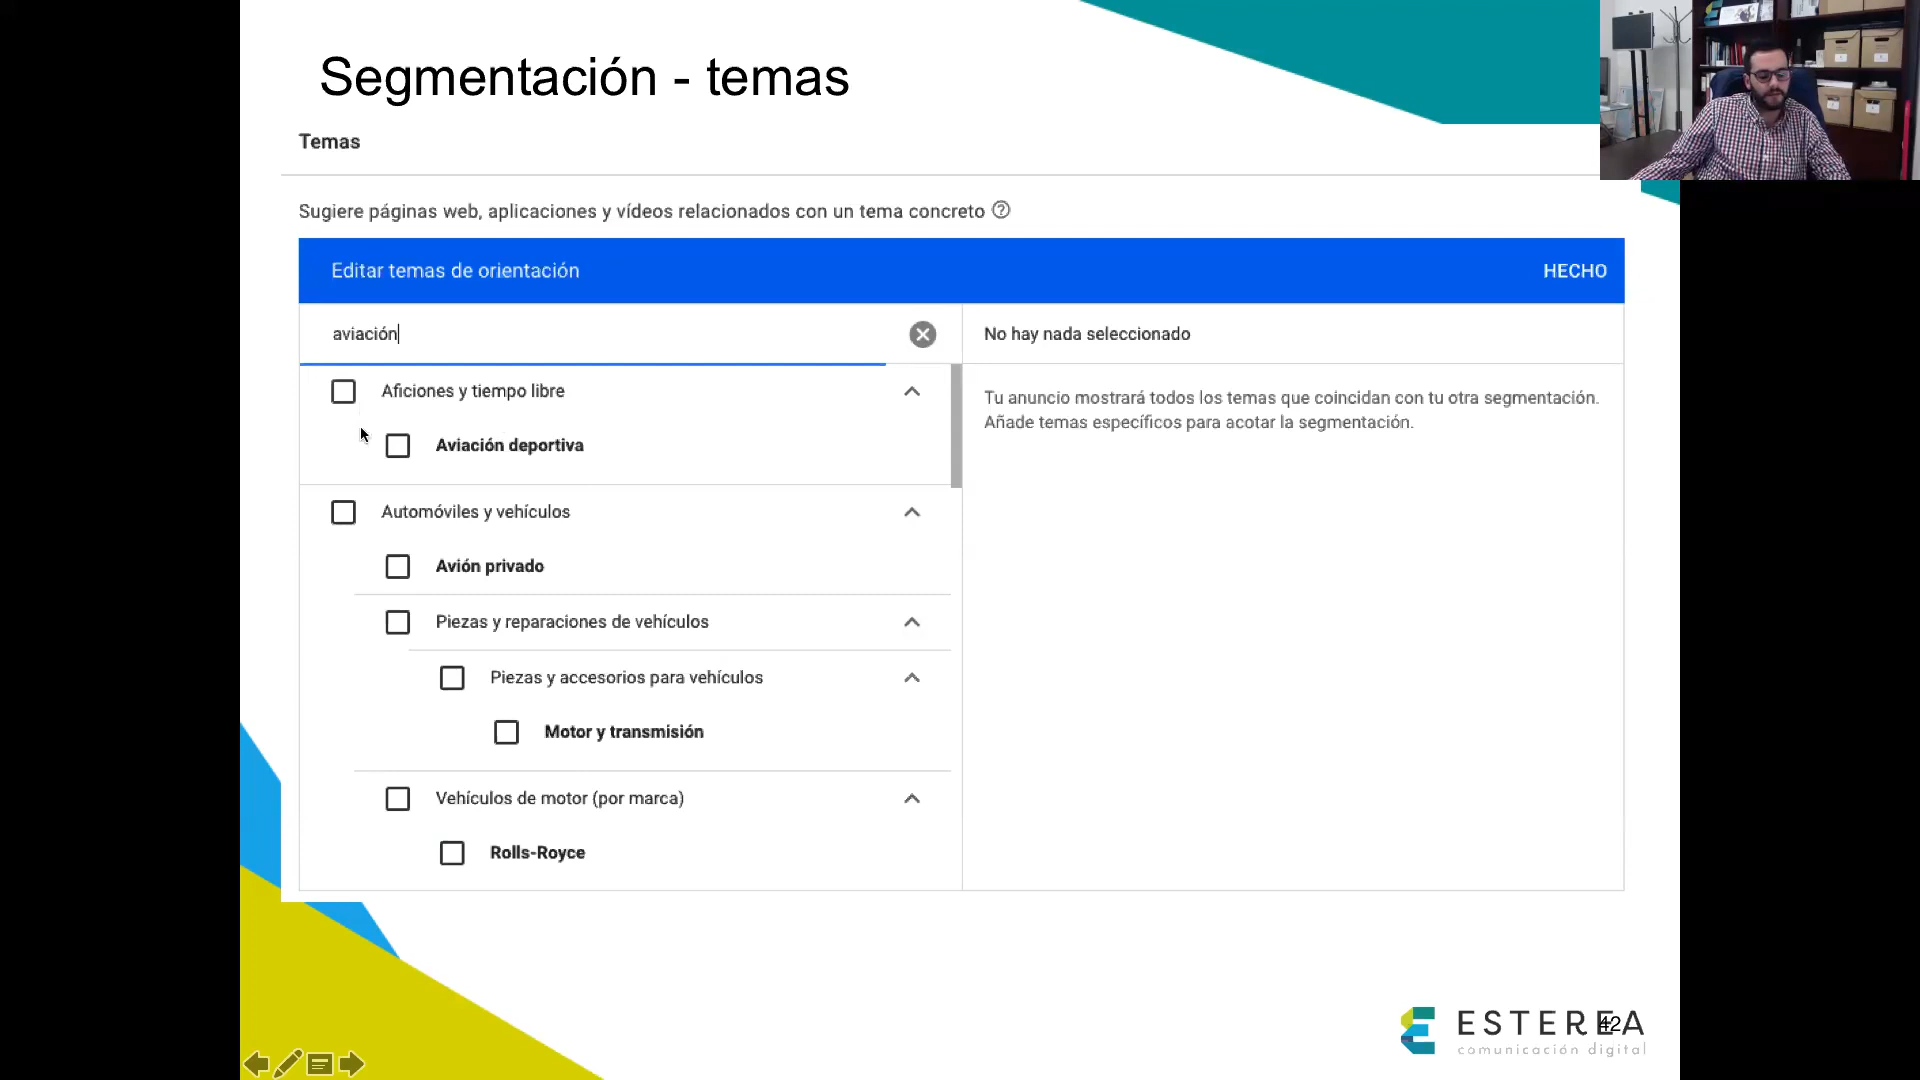 Segmentación - temas
Temas
Sugiere páginas web, aplicaciones y vídeos relacionados con un tema concreto
Editar temas de orientación
HECHO
aviación
No hay nada seleccionado
Aficiones y tiempo libre
Aviación deportiva
Automóviles y vehículos
Avión privado
Piezas y reparaciones de vehículos
Piezas y accesorios para vehículos
Motor y transmisión
Vehículos de motor (por marca)
Rolls-Royce
Tu anuncio mostrará todos los temas que coincidan con tu otra segmentación.
Añade temas específicos para acotar la segmentación.
ESTEREA
42
comunicación digital